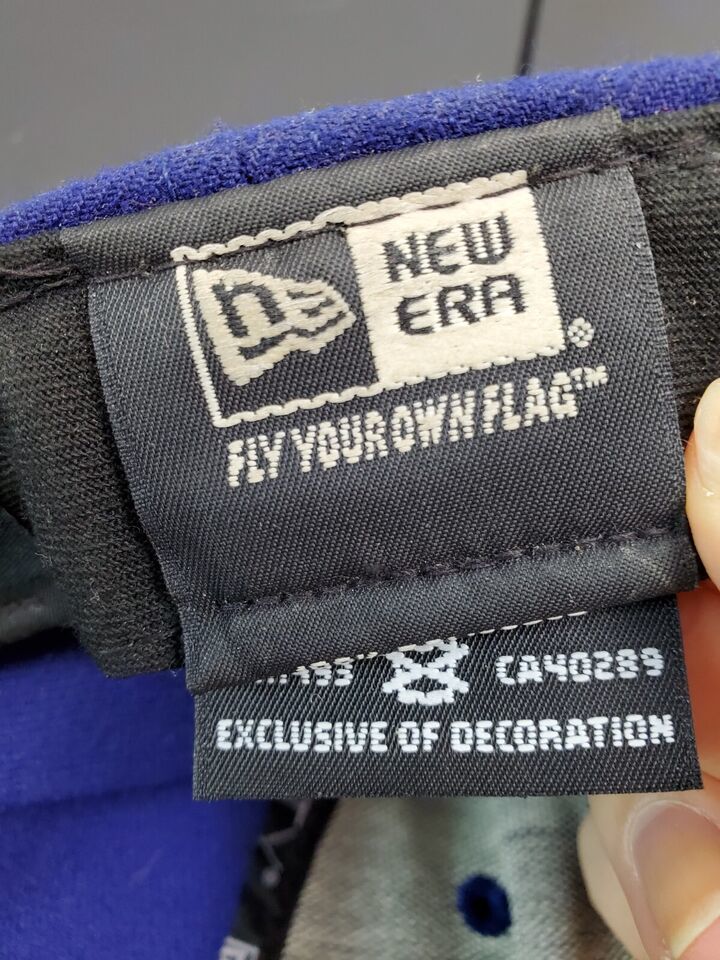 n
NEW
ERA
®
FLY YOUR OWN FLAG™
CA40289
EXCLUSIVE OF DECORATION